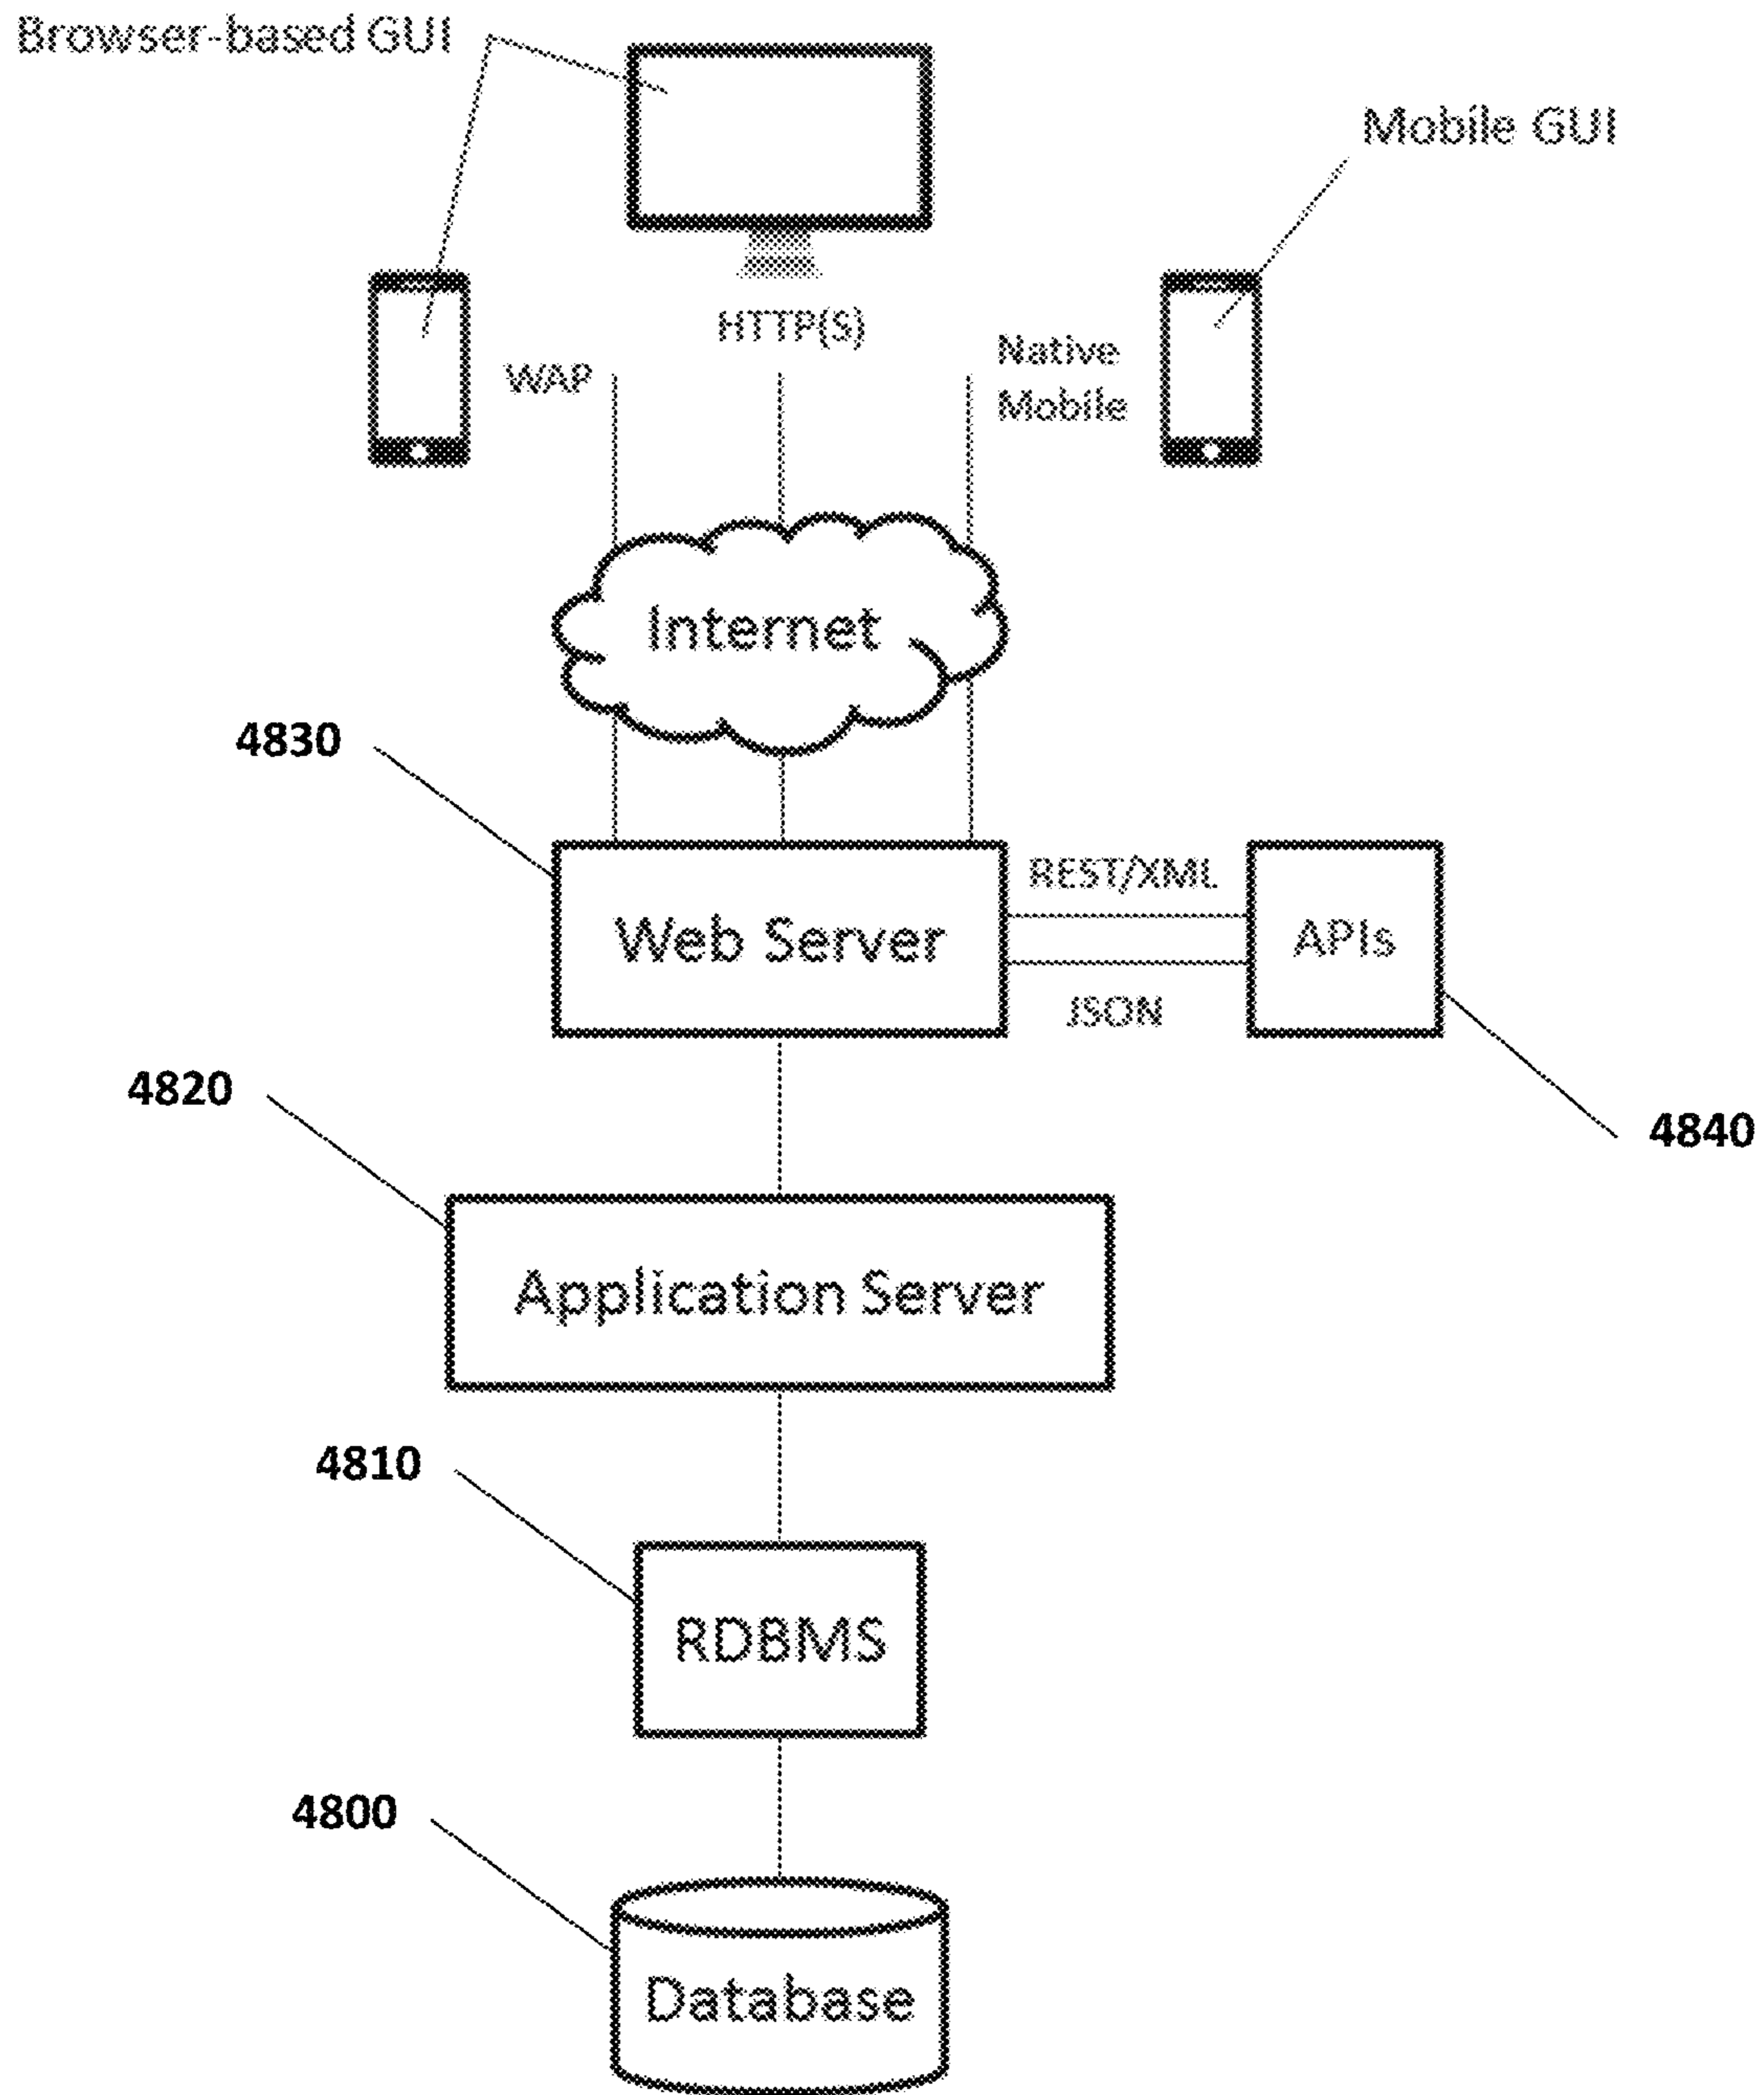 Browser-based GUI
Mobile GUI
HTTP(S)
WAP
Native
Mobile
Internet
4830
REST/XML
Web Server
APIs
JSON
4820
4840
Application Server
4810
RDBMS
4800
Database